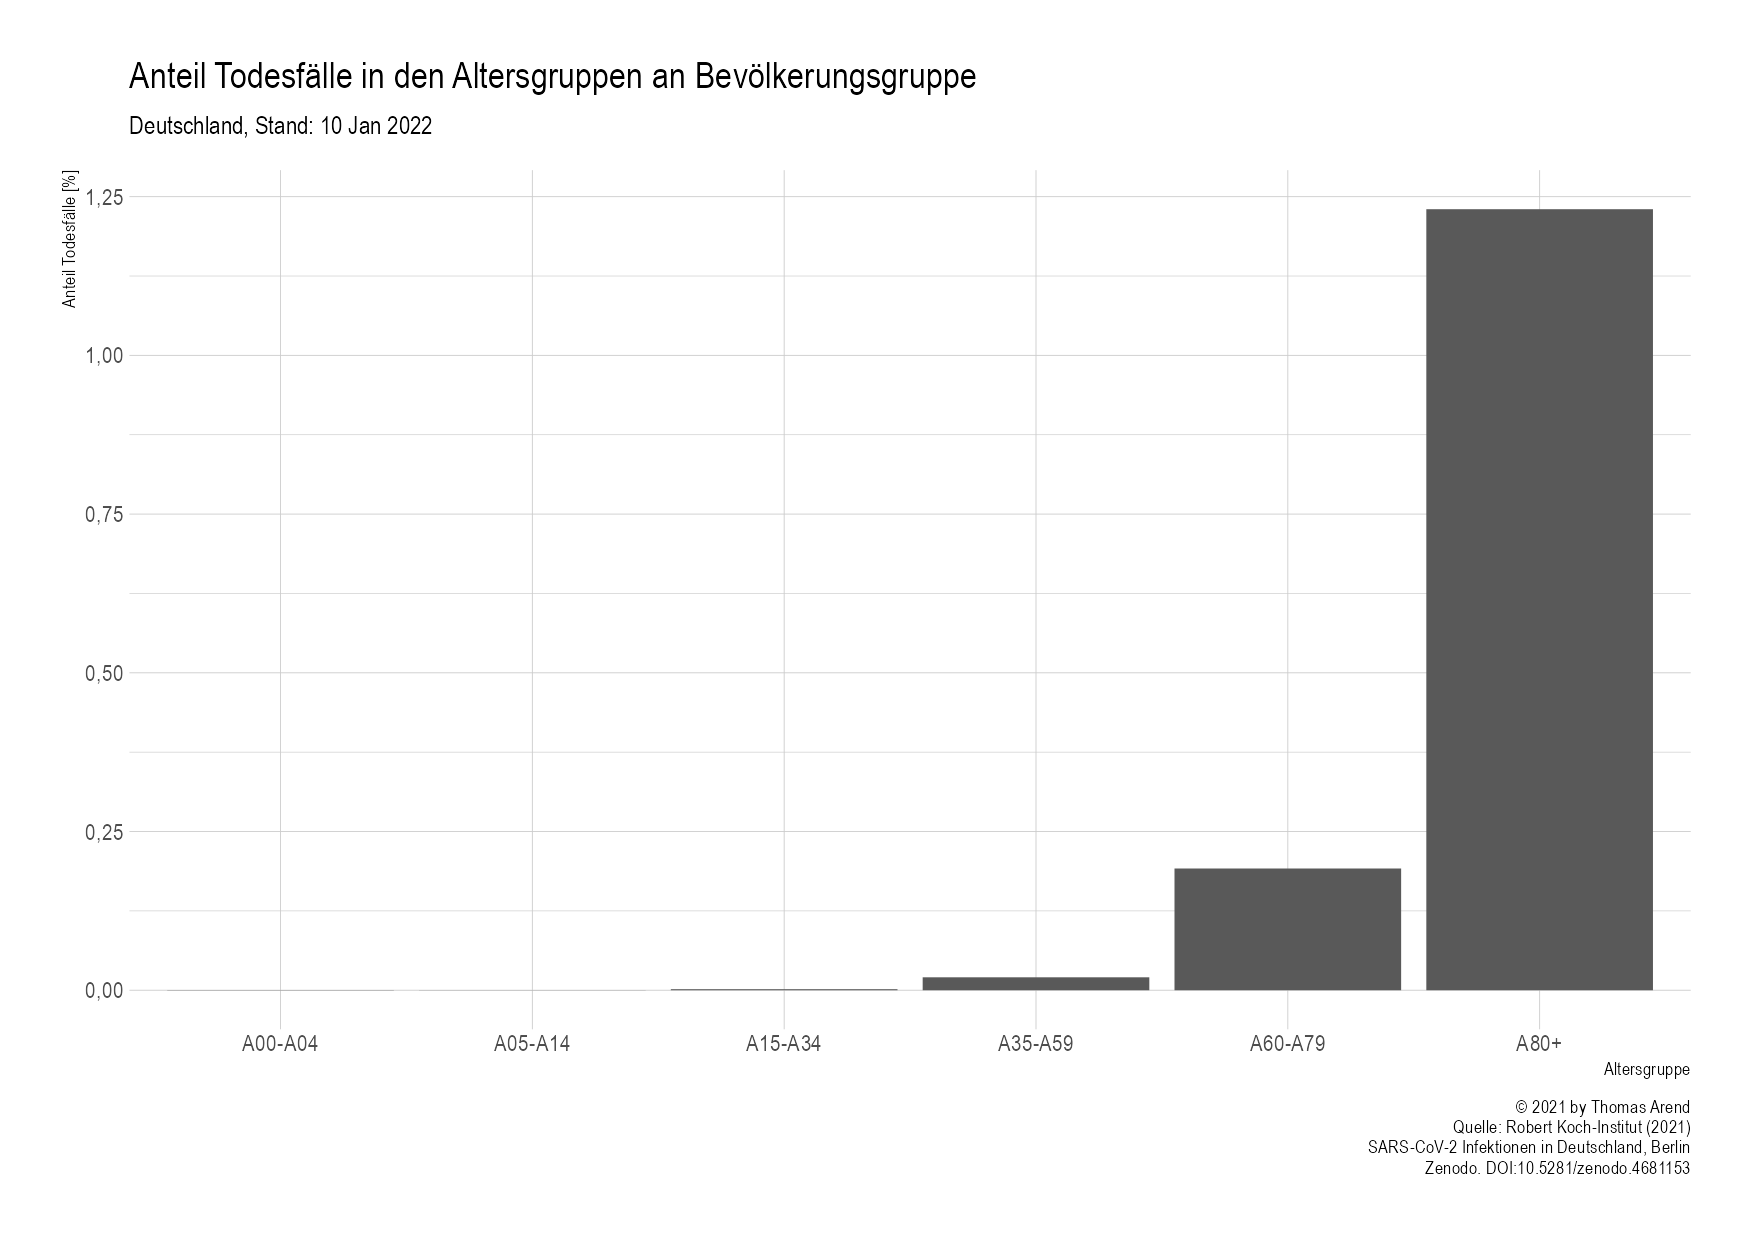 Anteil Todesfälle in den Altersgruppen an Bevölkerungsgruppe
Deutschland, Stand: 10 Jan 2022
Anteil Todesfälle [%]
1,25
1,00
0,75
0,50
0,25
0,00
A00-A04
A05-A14
A15-A34
A35-A59
A60-A79
A80+
Altersgruppe
© 2021 by Thomas Arend
Quelle: Robert Koch-Institut (2021)
SARS-CoV-2 Infektionen in Deutschland, Berlin
Zenodo. DOI:10.5281/zenodo.4681153